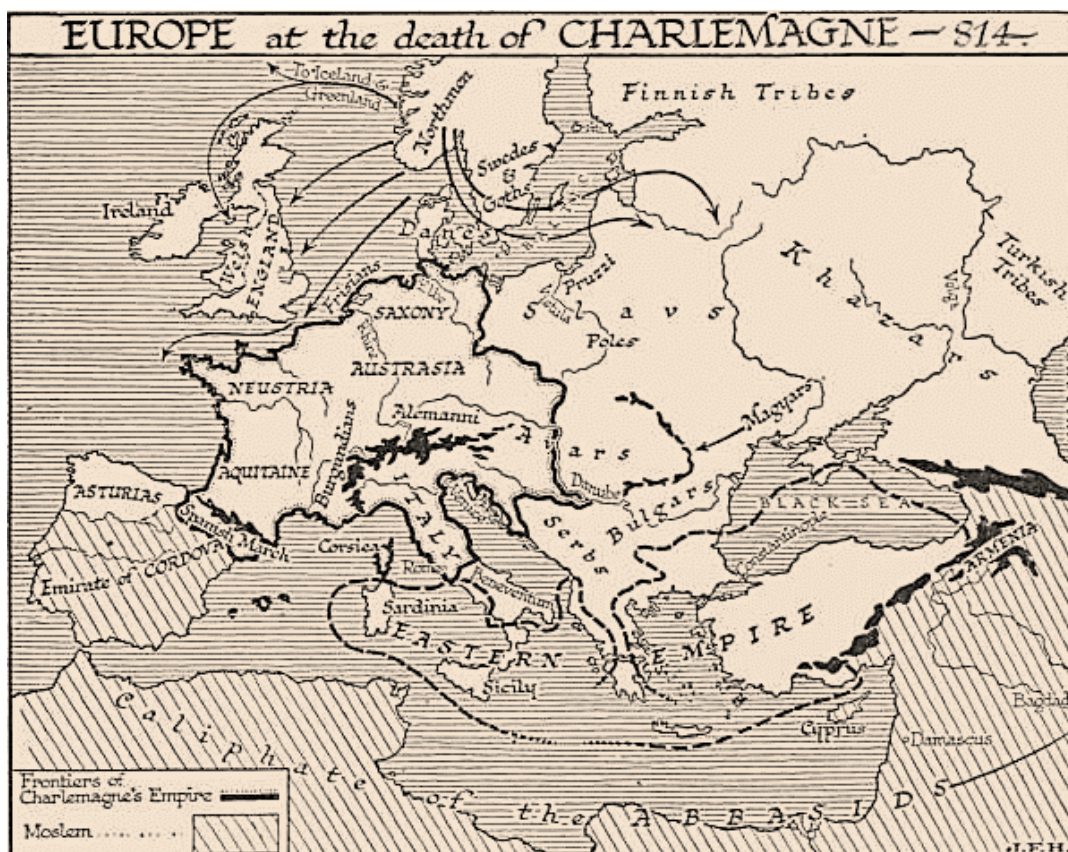 EUROPE at the death of CHARLEMAGNE — 814.
To Iceland &
Greenland
Northmen
Finnish Tribes
Swedes
&
Goths
BALTIC
Ireland
Danes
WELSH
ENGLAND
Frisians
Pruzzi
Khazars
Turkish
Tribes
Volga
SAXONY
Elbe
Slavs
Vistula
Poles
Rhine
AUSTRASIA
NEUSTRIA
Magyars
Alemanni
Avars
Burgundians
AQUITAINE
Danube
ASTURIAS
ITALY
Bulgars
BLACK SEA
Spanish March
Serbs
Constantinople
Corsica
Rome
ARMENIA
Emirate of CORDOVA
Beneventum
Sardinia
EASTERN EMPIRE
Sicily
Bagdad
Cyprus
Damascus
Caliphate of the ABBASIDS
Frontiers of
Charlemagne's Empire
Moslem
J.F.H.